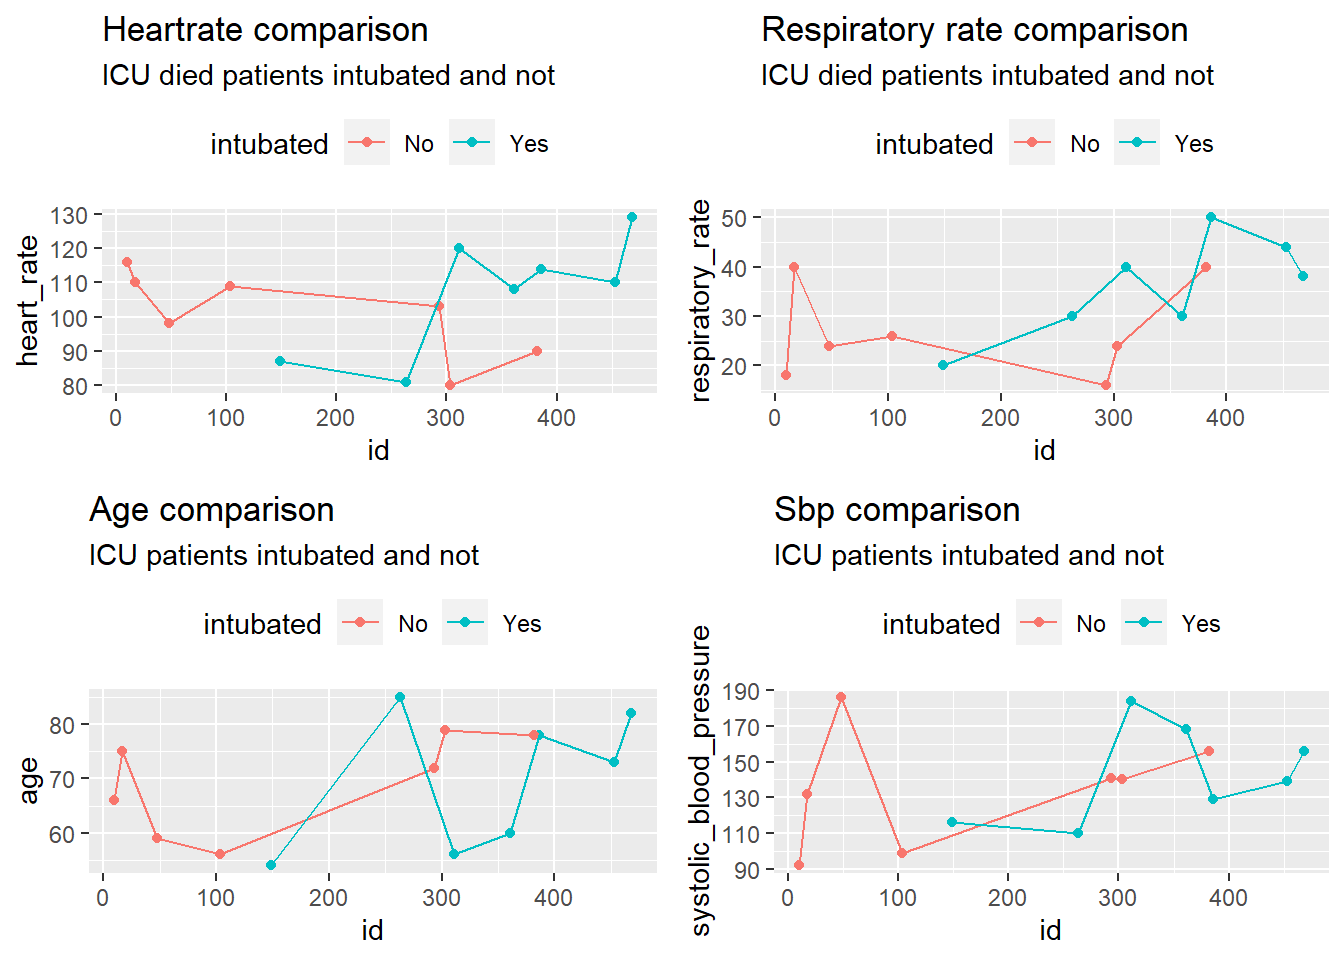 Heartrate comparison
ICU died patients intubated and not
intubated No Yes
heart_rate
130
120
110
100
90
80
0 100 200 300 400
id
Respiratory rate comparison
ICU died patients intubated and not
intubated No Yes
respiratory_rate
50
40
30
20
0 100 200 300 400
id
Age comparison
ICU patients intubated and not
intubated No Yes
age
80
70
60
0 100 200 300 400
id
Sbp comparison
ICU patients intubated and not
intubated No Yes
systolic_blood_pressure
190
170
150
130
110
90
0 100 200 300 400
id